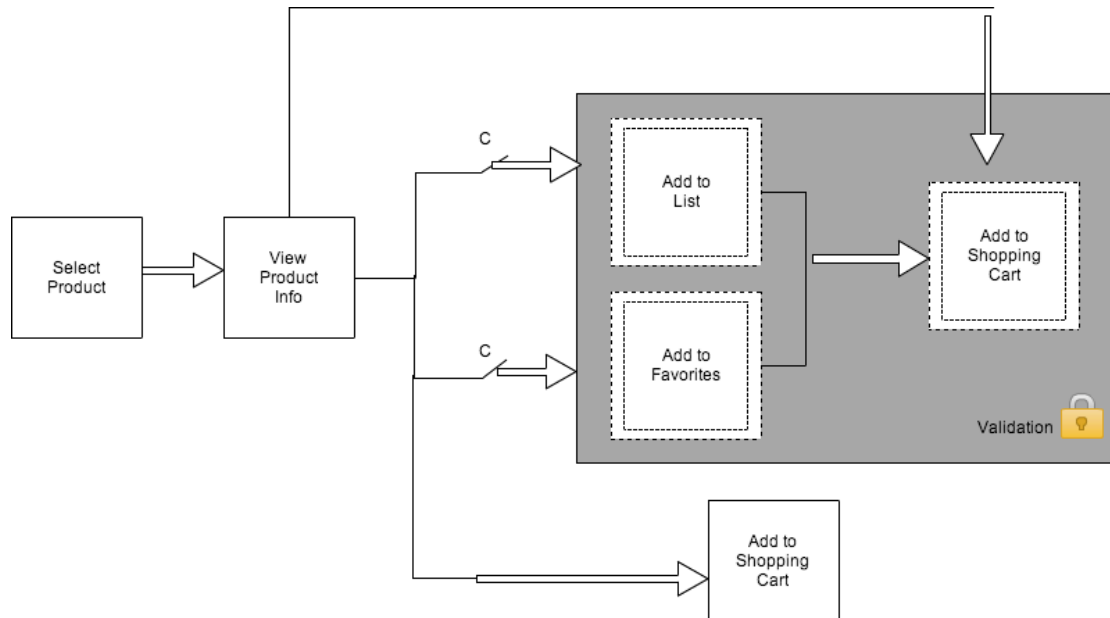 C
Add to
List
Select
Product
View
Product
Info
Add to
Shopping
Cart
C
Add to
Favorites
Validation
Add to
Shopping
Cart